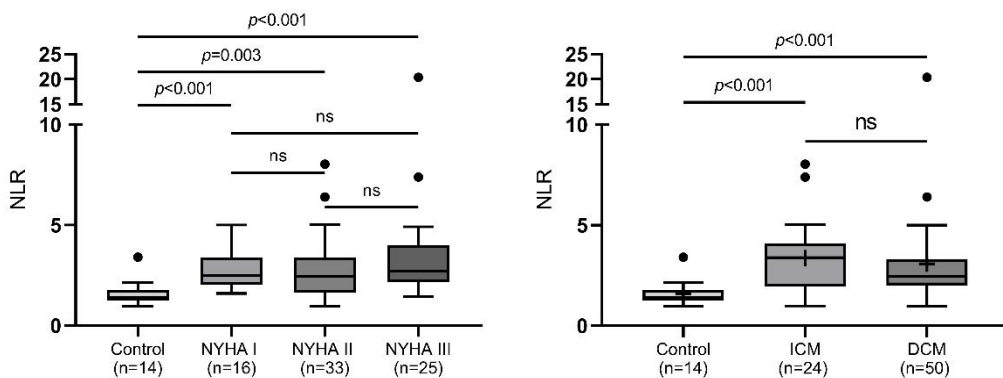 p<0.001
p=0.003
p<0.001
ns
ns
ns
25
20
15
10
5
0
NLR
Control
(n=14)
NYHA I
(n=16)
NYHA II
(n=33)
NYHA III
(n=25)
p<0.001
p<0.001
ns
25
20
15
10
5
0
NLR
Control
(n=14)
ICM
(n=24)
DCM
(n=50)